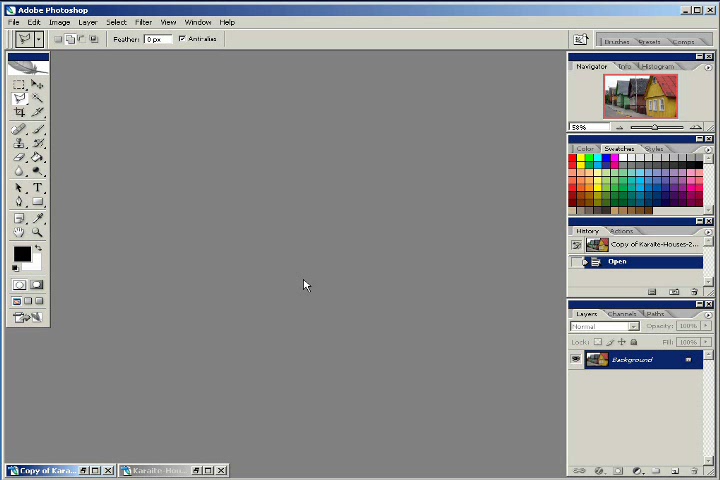 Adobe Photoshop
File Edit Image Layer Select Filter View Window Help
Feather: 0 px Anti-alias
Brushes Presets Comps
Navigator Info Histogram
58%
Color Swatches Styles
History Actions
Copy of Karaite-Houses-2...
Open
Layers Channels Paths
Normal Opacity: 100%
Lock: Fill: 100%
Background
Copy of Kara... Karaite-Hous...